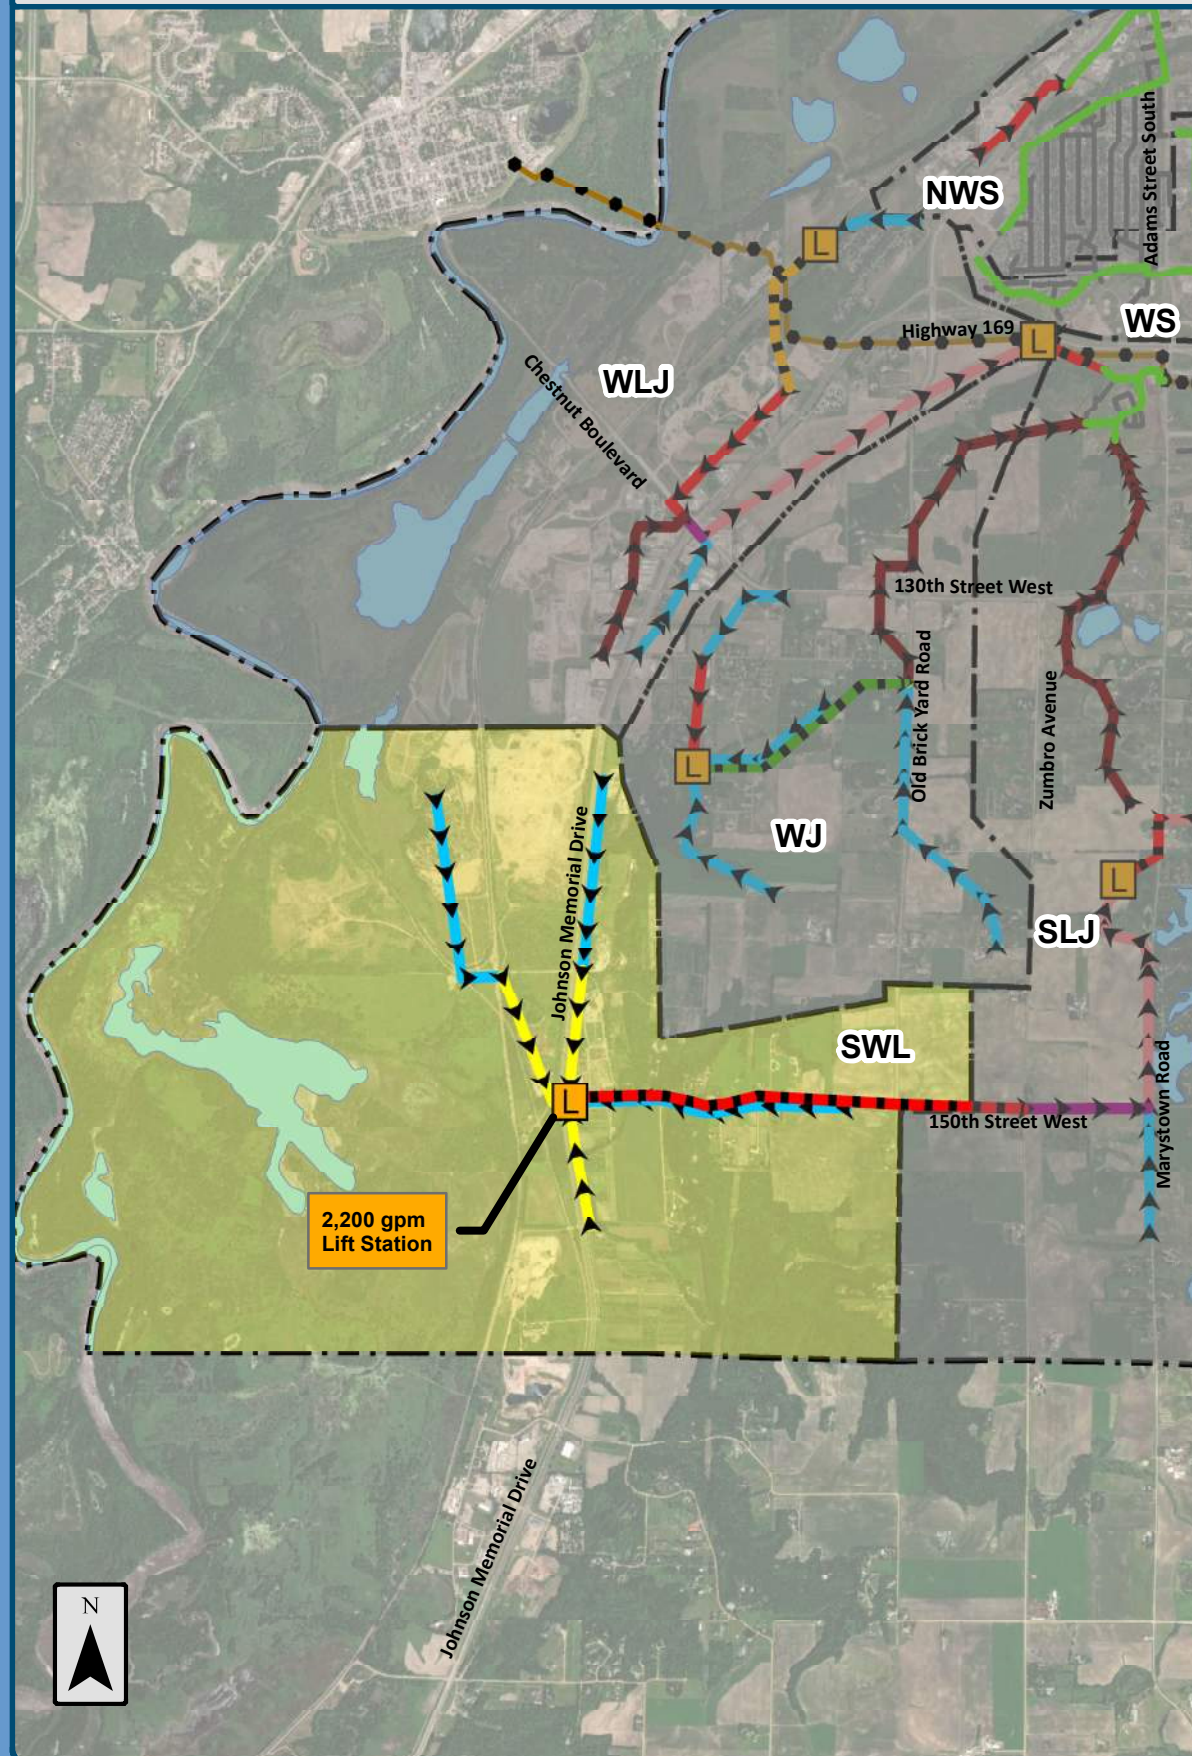 Adams Street South
NWS
L
WS
Highway 169
L
WLJ
Chestnut Boulevard
130th Street West
Old Brick Yard Road
Zumbro Avenue
L
Johnson Memorial Drive
WJ
L
SLJ
SWL
Marystown Road
L
150th Street West
2,200 gpm
Lift Station
Johnson Memorial Drive
N